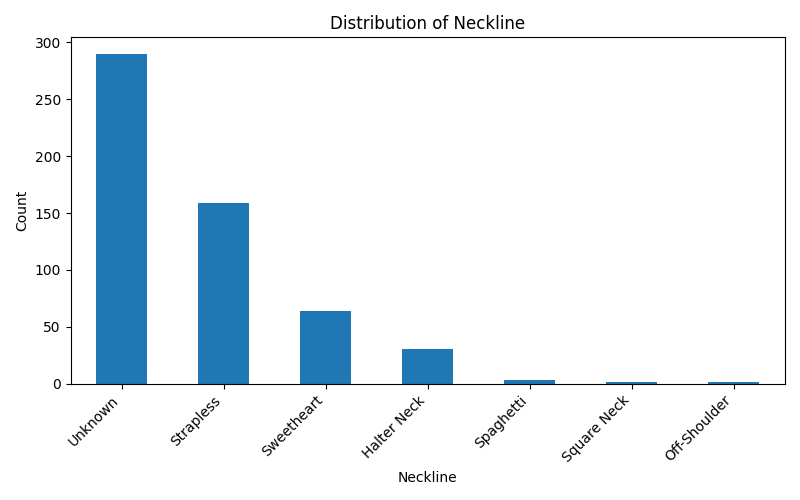 Distribution of Neckline
300
250
200
150
100
50
0
Count
Unknown
Strapless
Sweetheart
Halter Neck
Spaghetti
Square Neck
Off-Shoulder
Neckline